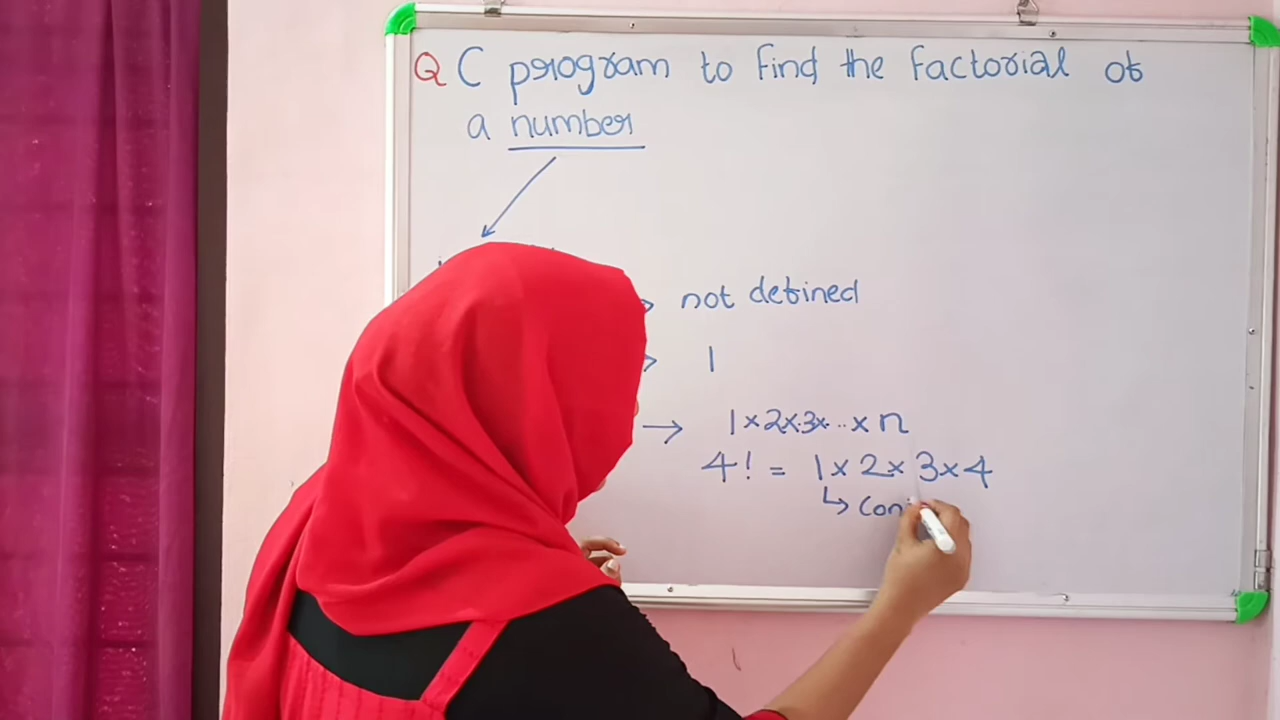 Q C program to find the factorial of
a number
not defined
1
→ 1×2×3×...×n
4! = 1×2×3×4
↳